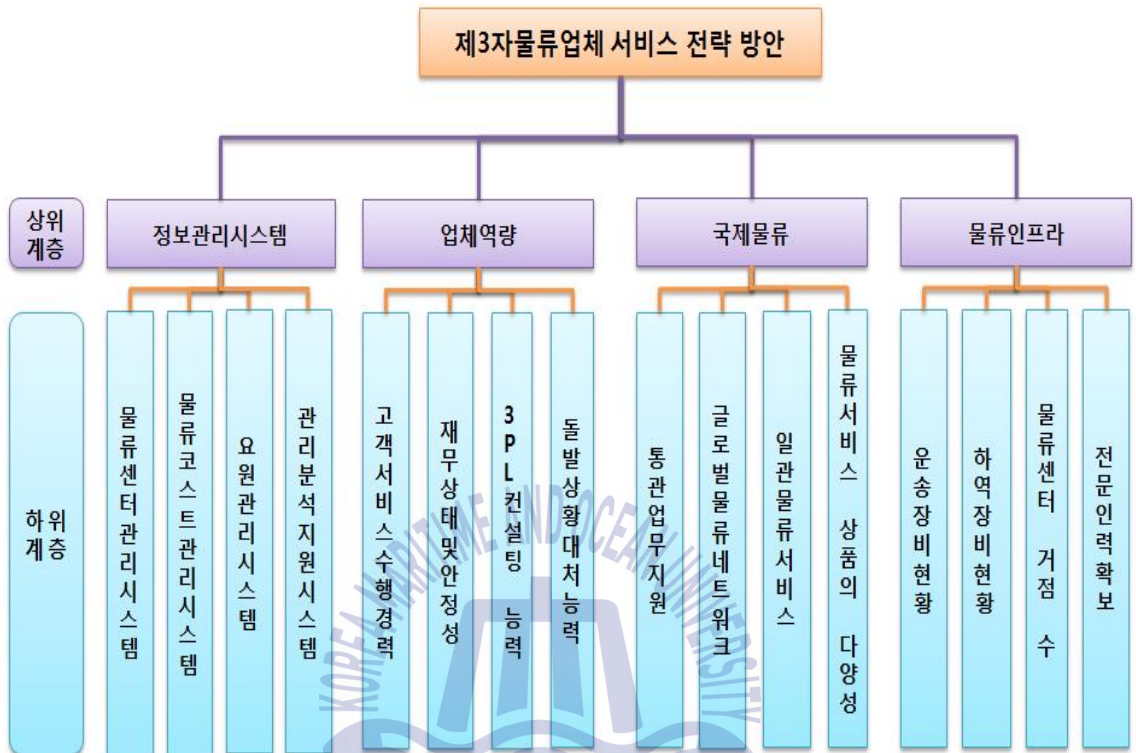 제3자물류업체 서비스 전략 방안
상위
계층
정보관리시스템
업체역량
국제물류
물류인프라
하위
계층
물류센터관리시스템
물류코스트관리시스템
요원관리시스템
관리분석지원시스템
고객서비스수행경력
재무상태및안정성
3PL컨설팅 능력
돌발상황대처능력
통관업무지원
글로벌물류네트워크
일관물류서비스
물류서비스 상품의 다양성
운송장비현황
하역장비현황
물류센터 거점 수
전문인력확보
KOREA MARITIME AND OCEAN UNIVERSITY